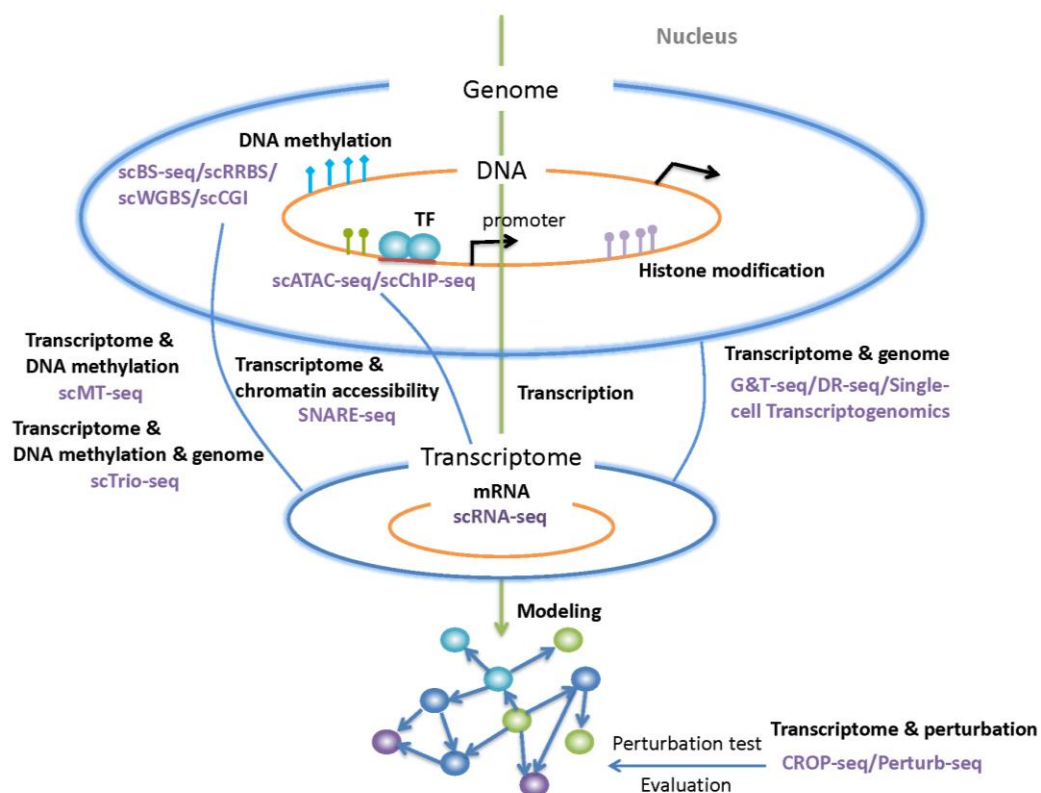 Nucleus
Genome
DNA methylation
scBS-seq/scRRBS/
scWGBS/scCGI
DNA
TF
promoter
scATAC-seq/scChIP-seq
Histone modification
Transcriptome &
DNA methylation
scMT-seq
Transcriptome &
chromatin accessibility
SNARE-seq
Transcription
Transcriptome & genome
G&T-seq/DR-seq/Single-
cell Transcriptogenomics
Transcriptome &
DNA methylation & genome
scTrio-seq
Transcriptome
mRNA
scRNA-seq
Modeling
Perturbation test
Evaluation
Transcriptome & perturbation
CROP-seq/Perturb-seq